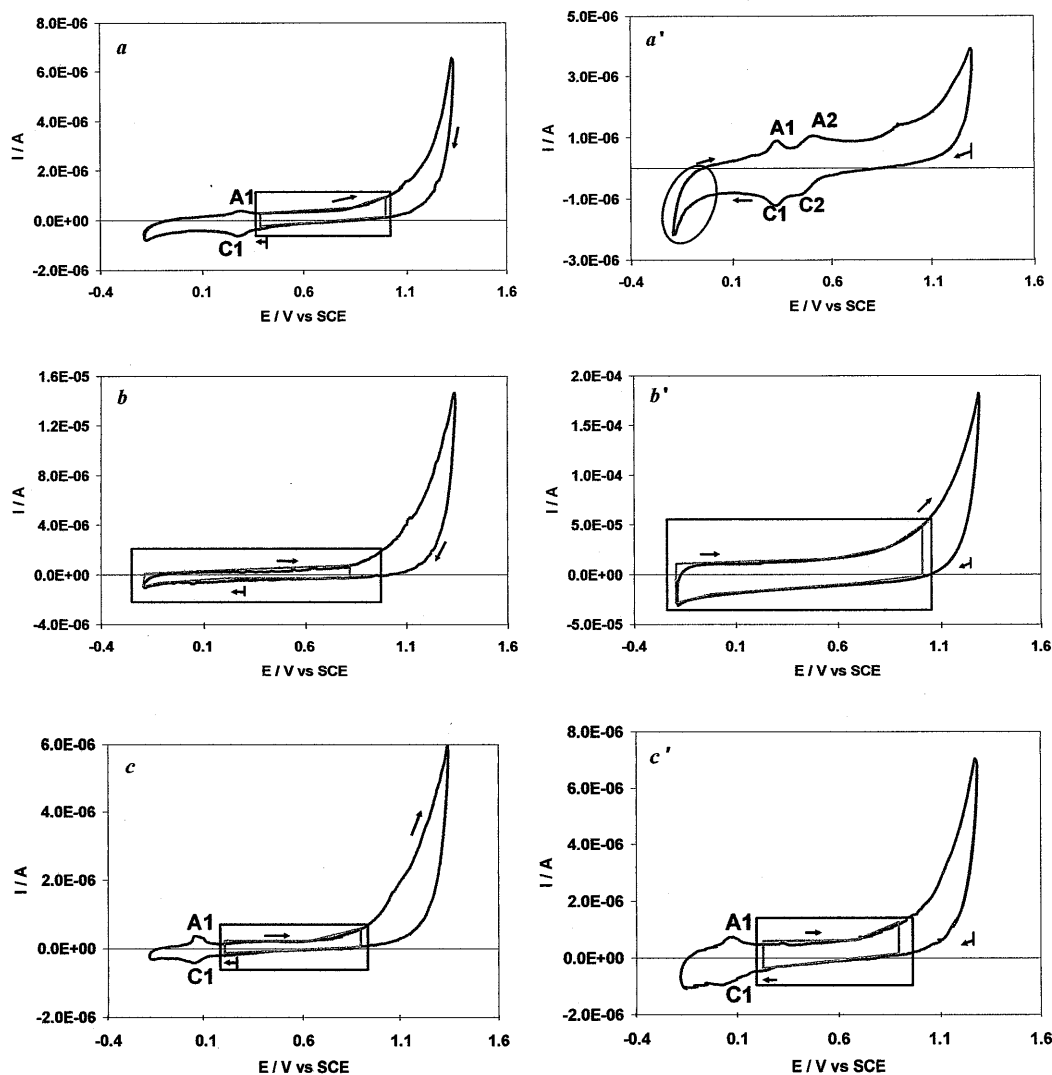 a
8.0E-06
6.0E-06
4.0E-06
2.0E-06
0.0E+00
-2.0E-06
I / A
A1
C1
-0.4 0.1 0.6 1.1 1.6
E / V vs SCE
a'
5.0E-06
3.0E-06
1.0E-06
-1.0E-06
-3.0E-06
I / A
A1 A2
C1 C2
-0.4 0.1 0.6 1.1 1.6
E / V vs SCE
b
1.6E-05
1.2E-05
8.0E-06
4.0E-06
0.0E+00
-4.0E-06
I / A
-0.4 0.1 0.6 1.1 1.6
E / V vs SCE
b'
2.0E-04
1.5E-04
1.0E-04
5.0E-05
0.0E+00
-5.0E-05
I / A
-0.4 0.1 0.6 1.1 1.6
E / V vs SCE
c
6.0E-06
4.0E-06
2.0E-06
0.0E+00
-2.0E-06
I / A
A1
C1
-0.4 0.1 0.6 1.1 1.6
E / V vs SCE
c'
8.0E-06
6.0E-06
4.0E-06
2.0E-06
0.0E+00
-2.0E-06
I / A
A1
C1
-0.4 0.1 0.6 1.1 1.6
E / V vs SCE